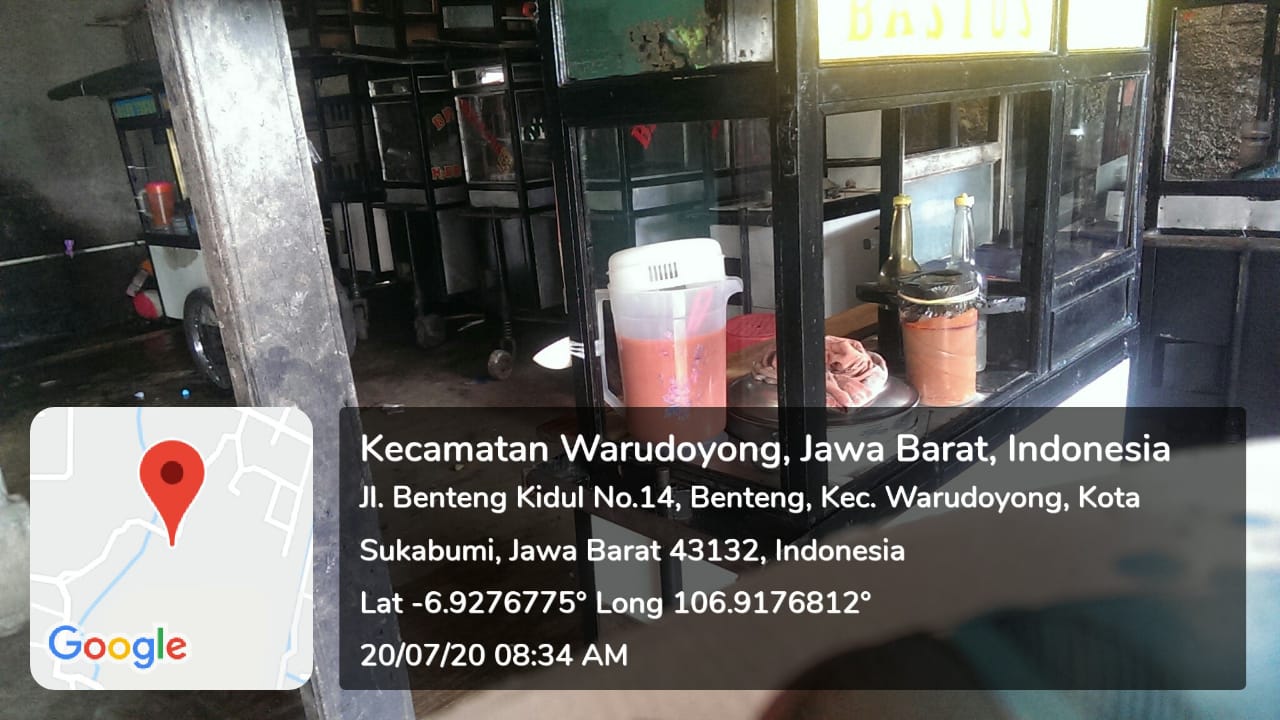 BASTOS
Kecamatan Warudoyong, Jawa Barat, Indonesia
Jl. Benteng Kidul No.14, Benteng, Kec. Warudoyong, Kota
Sukabumi, Jawa Barat 43132, Indonesia
Lat -6.9276775° Long 106.9176812°
20/07/20 08:34 AM
Google